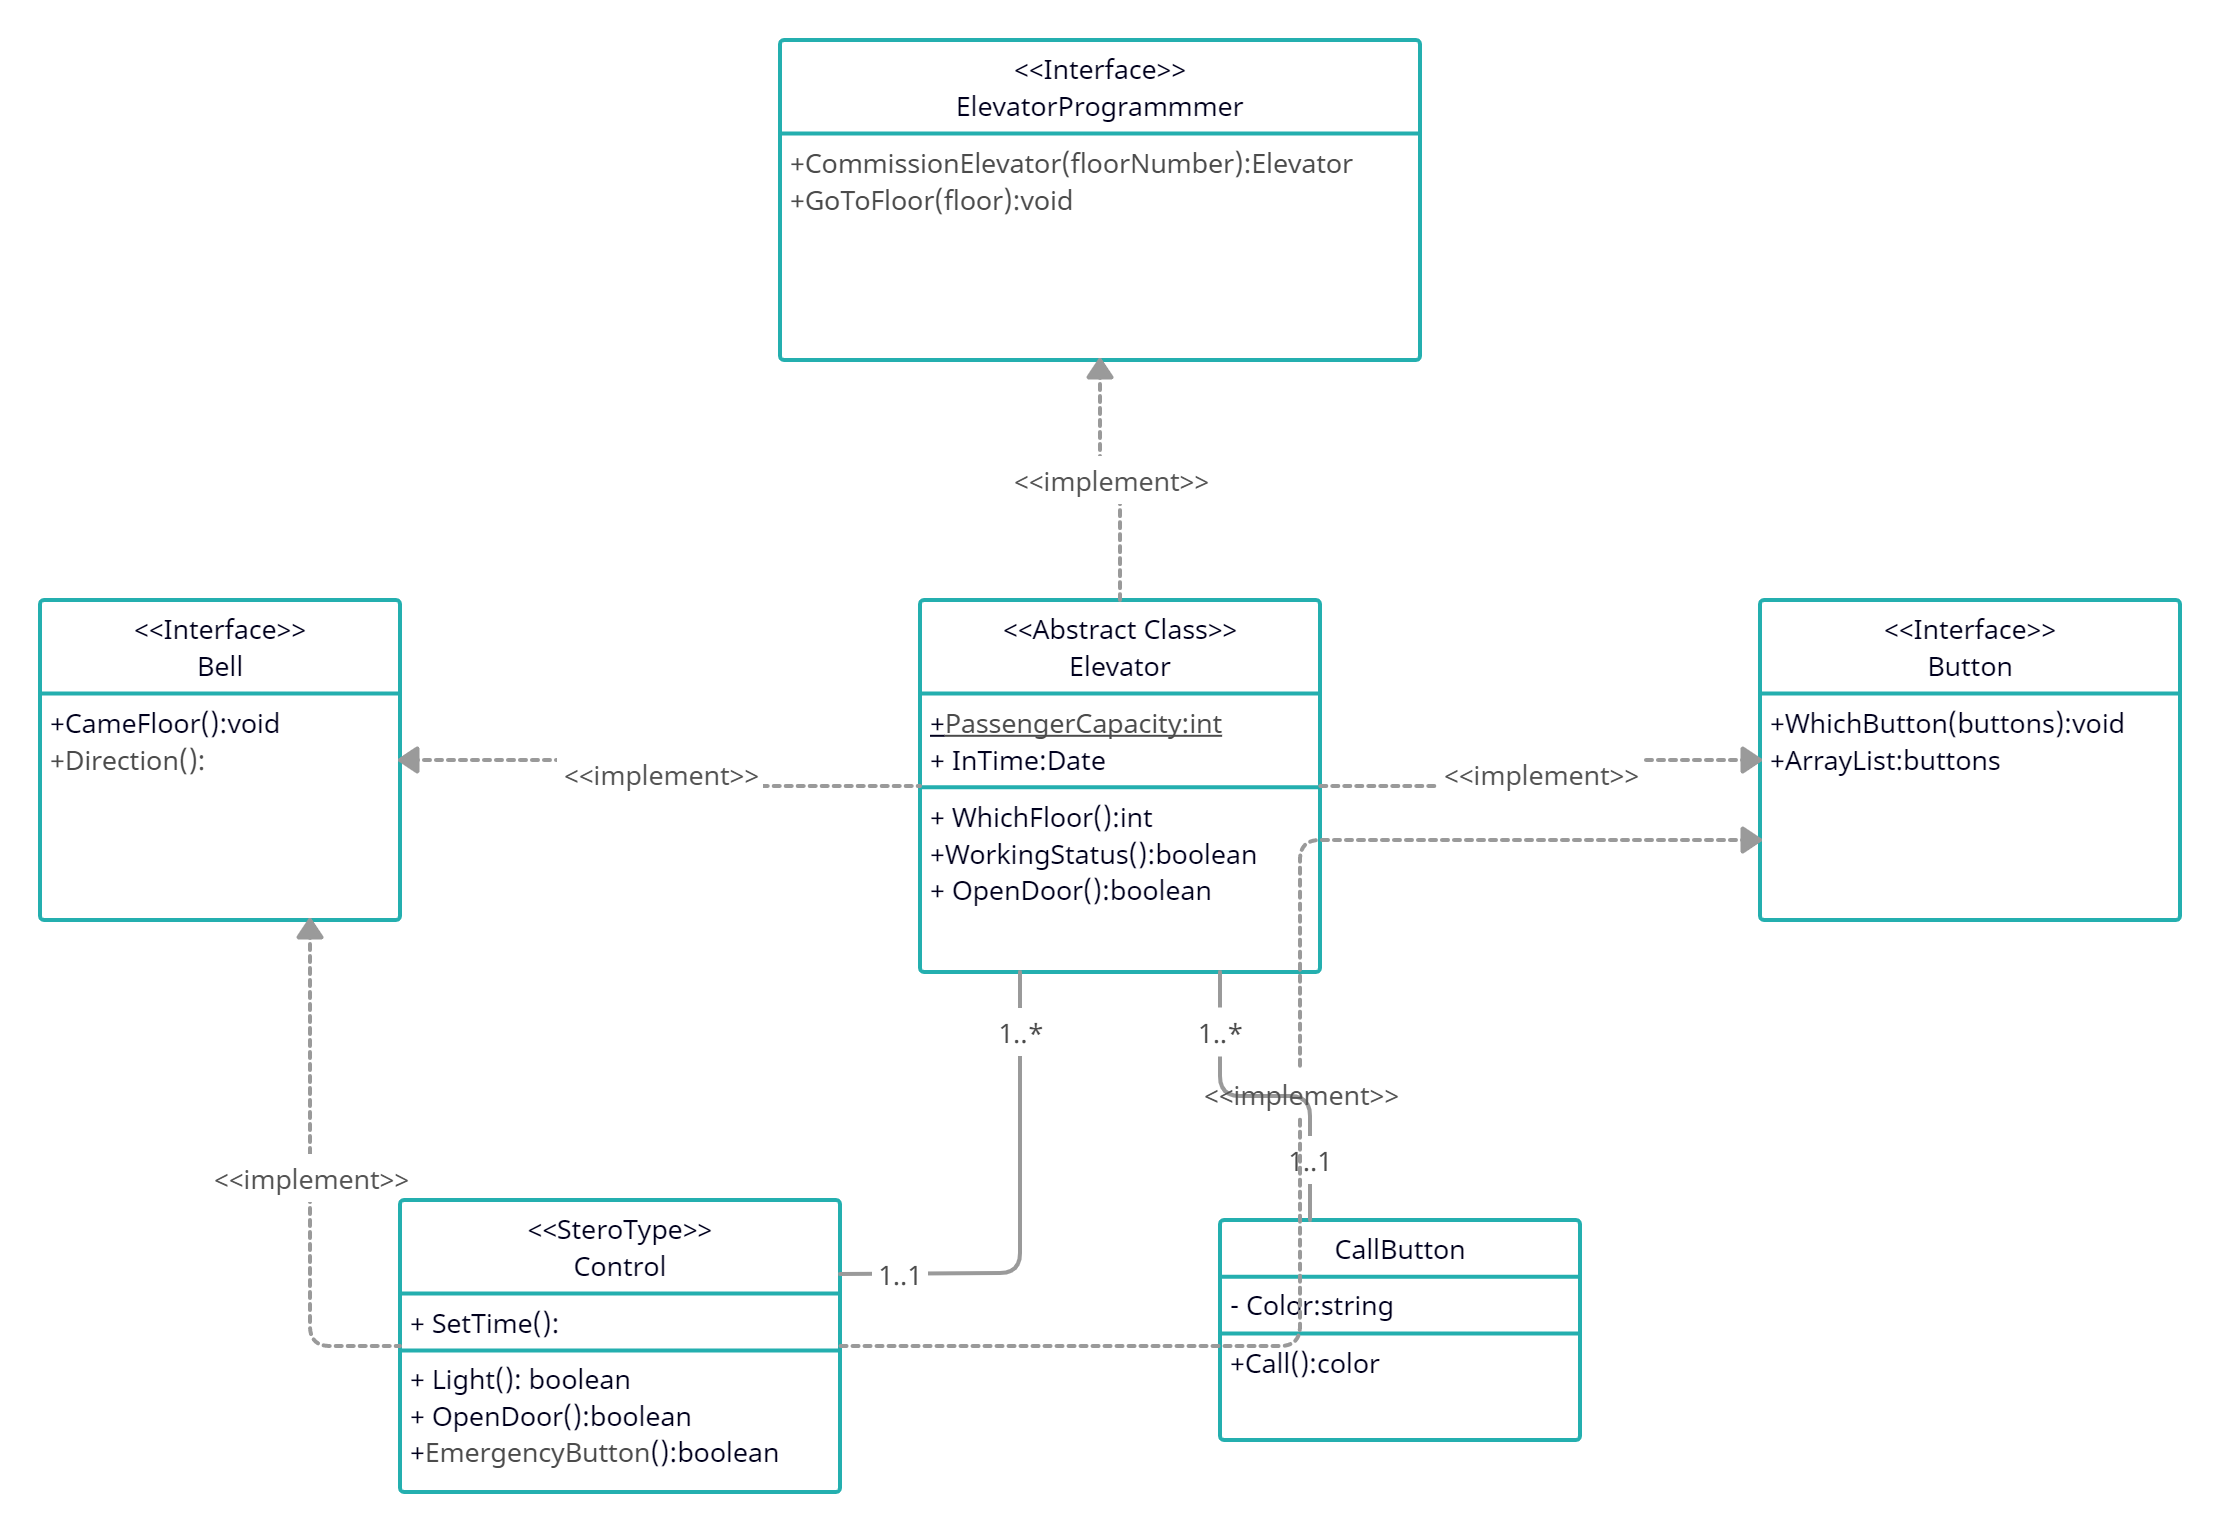 <<Interface>>
ElevatorProgrammmer
+CommissionElevator(floorNumber):Elevator
+GoToFloor(floor):void
<<implement>>
<<Interface>>
Bell
+CameFloor():void
+Direction():
<<implement>>
<<Abstract Class>>
Elevator
+PassengerCapacity:int
+ InTime:Date
+ WhichFloor():int
+WorkingStatus():boolean
+ OpenDoor():boolean
<<implement>>
<<Interface>>
Button
+WhichButton(buttons):void
+ArrayList:buttons
1..*
1..*
<<implement>>
1..1
<<implement>>
<<SteroType>>
Control
+ SetTime():
+ Light(): boolean
+ OpenDoor():boolean
+EmergencyButton():boolean
1..1
CallButton
- Color:string
+Call():color